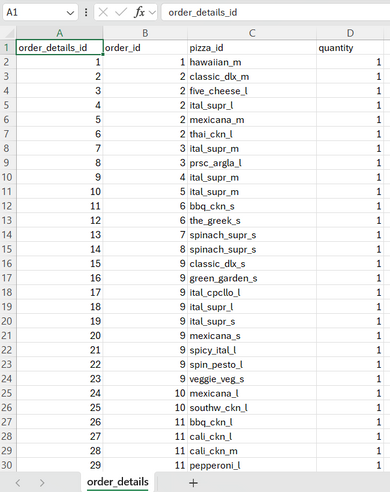 A1 fx order_details_id
A B C D
1 order_details_id order_id pizza_id quantity
2 1 1 hawaiian_m 1
3 2 2 classic_dlx_m 1
4 3 2 five_cheese_l 1
5 4 2 ital_supr_l 1
6 5 2 mexicana_m 1
7 6 2 thai_ckn_l 1
8 7 3 ital_supr_m 1
9 8 3 prsc_argla_l 1
10 9 4 ital_supr_m 1
11 10 5 ital_supr_m 1
12 11 6 bbq_ckn_s 1
13 12 6 the_greek_s 1
14 13 7 spinach_supr_s 1
15 14 8 spinach_supr_s 1
16 15 9 classic_dlx_s 1
17 16 9 green_garden_s 1
18 17 9 ital_cpcllo_l 1
19 18 9 ital_supr_l 1
20 19 9 ital_supr_s 1
21 20 9 mexicana_s 1
22 21 9 spicy_ital_l 1
23 22 9 spin_pesto_l 1
24 23 9 veggie_veg_s 1
25 24 10 mexicana_l 1
26 25 10 southw_ckn_l 1
27 26 11 bbq_ckn_l 1
28 27 11 cali_ckn_l 1
29 28 11 cali_ckn_m 1
30 29 11 pepperoni_l 1
order_details